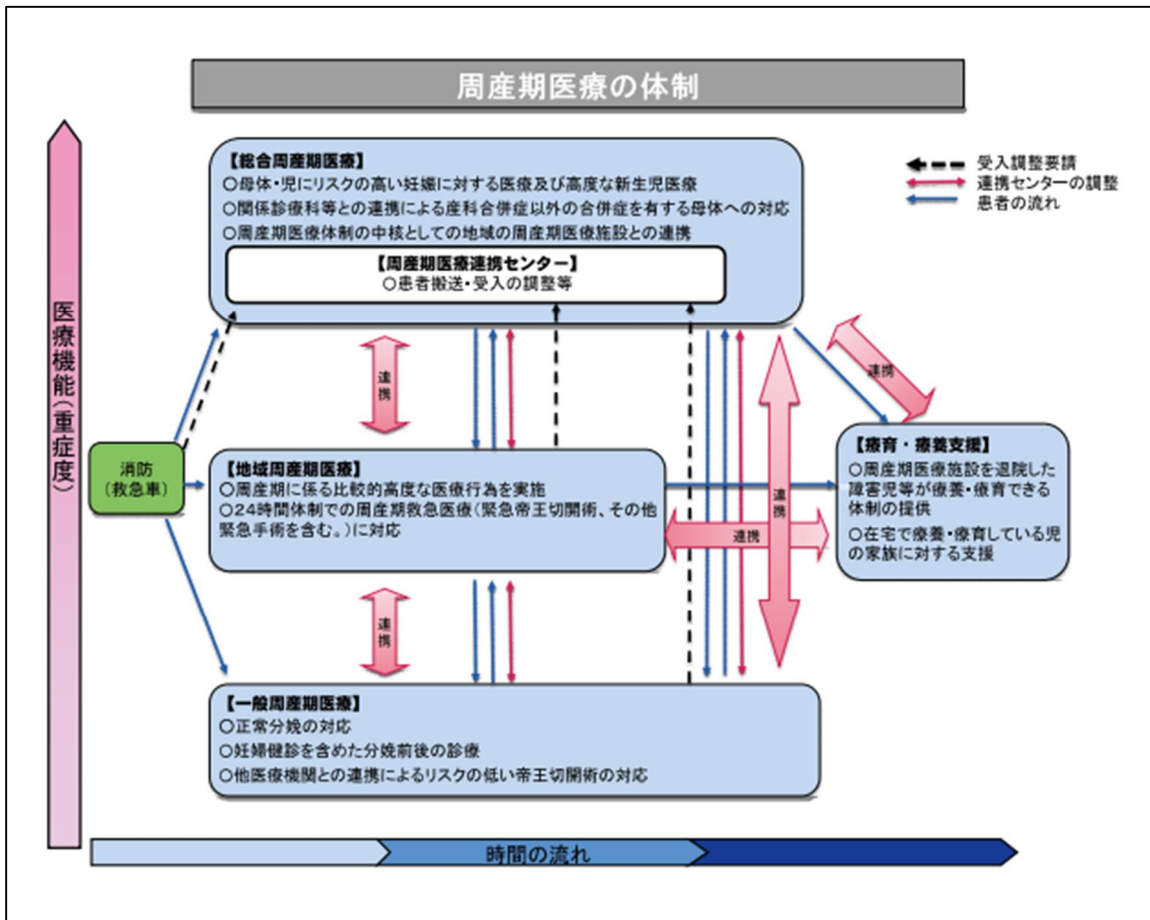 周産期医療の体制
医療機能(重症度)
【総合周産期医療】
○母体・児にリスクの高い妊娠に対する医療及び高度な新生児医療
○関係診療科等との連携による産科合併症以外の合併症を有する母体への対応
○周産期医療体制の中核としての地域の周産期医療施設との連携
【周産期医療連携センター】
○患者搬送・受入の調整等
受入調整要請
連携センターの調整
患者の流れ
連携
連携
消防
(救急車)
【地域周産期医療】
○周産期に係る比較的高度な医療行為を実施
○24時間体制での周産期救急医療(緊急帝王切開術、その他
緊急手術を含む。)に対応
連携
連携
【療育・療養支援】
○周産期医療施設を退院した
障害児等が療養・療育できる
体制の提供
○在宅で療養・療育している児
の家族に対する支援
連携
【一般周産期医療】
○正常分娩の対応
○妊婦健診を含めた分娩前後の診療
○他医療機関との連携によるリスクの低い帝王切開術の対応
時間の流れ